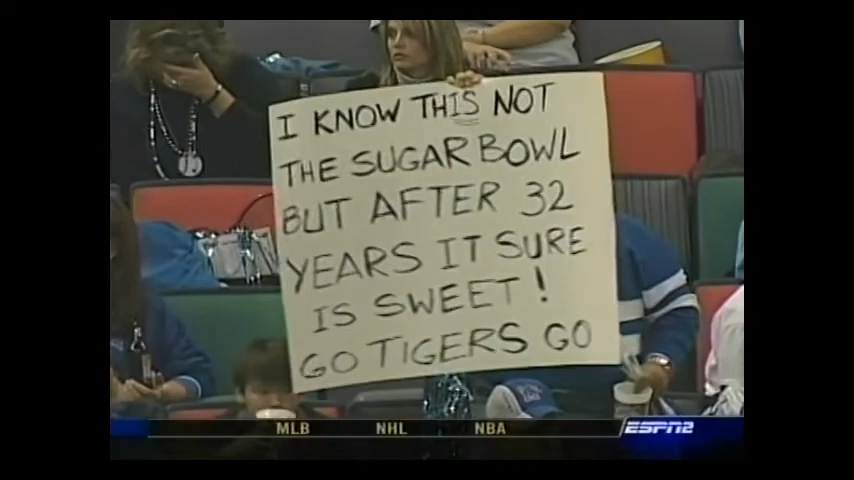 I KNOW THIS NOT
THE SUGAR BOWL
BUT AFTER 32
YEARS IT SURE
IS SWEET!
GO TIGERS GO
MLB NHL NBA ESPN2